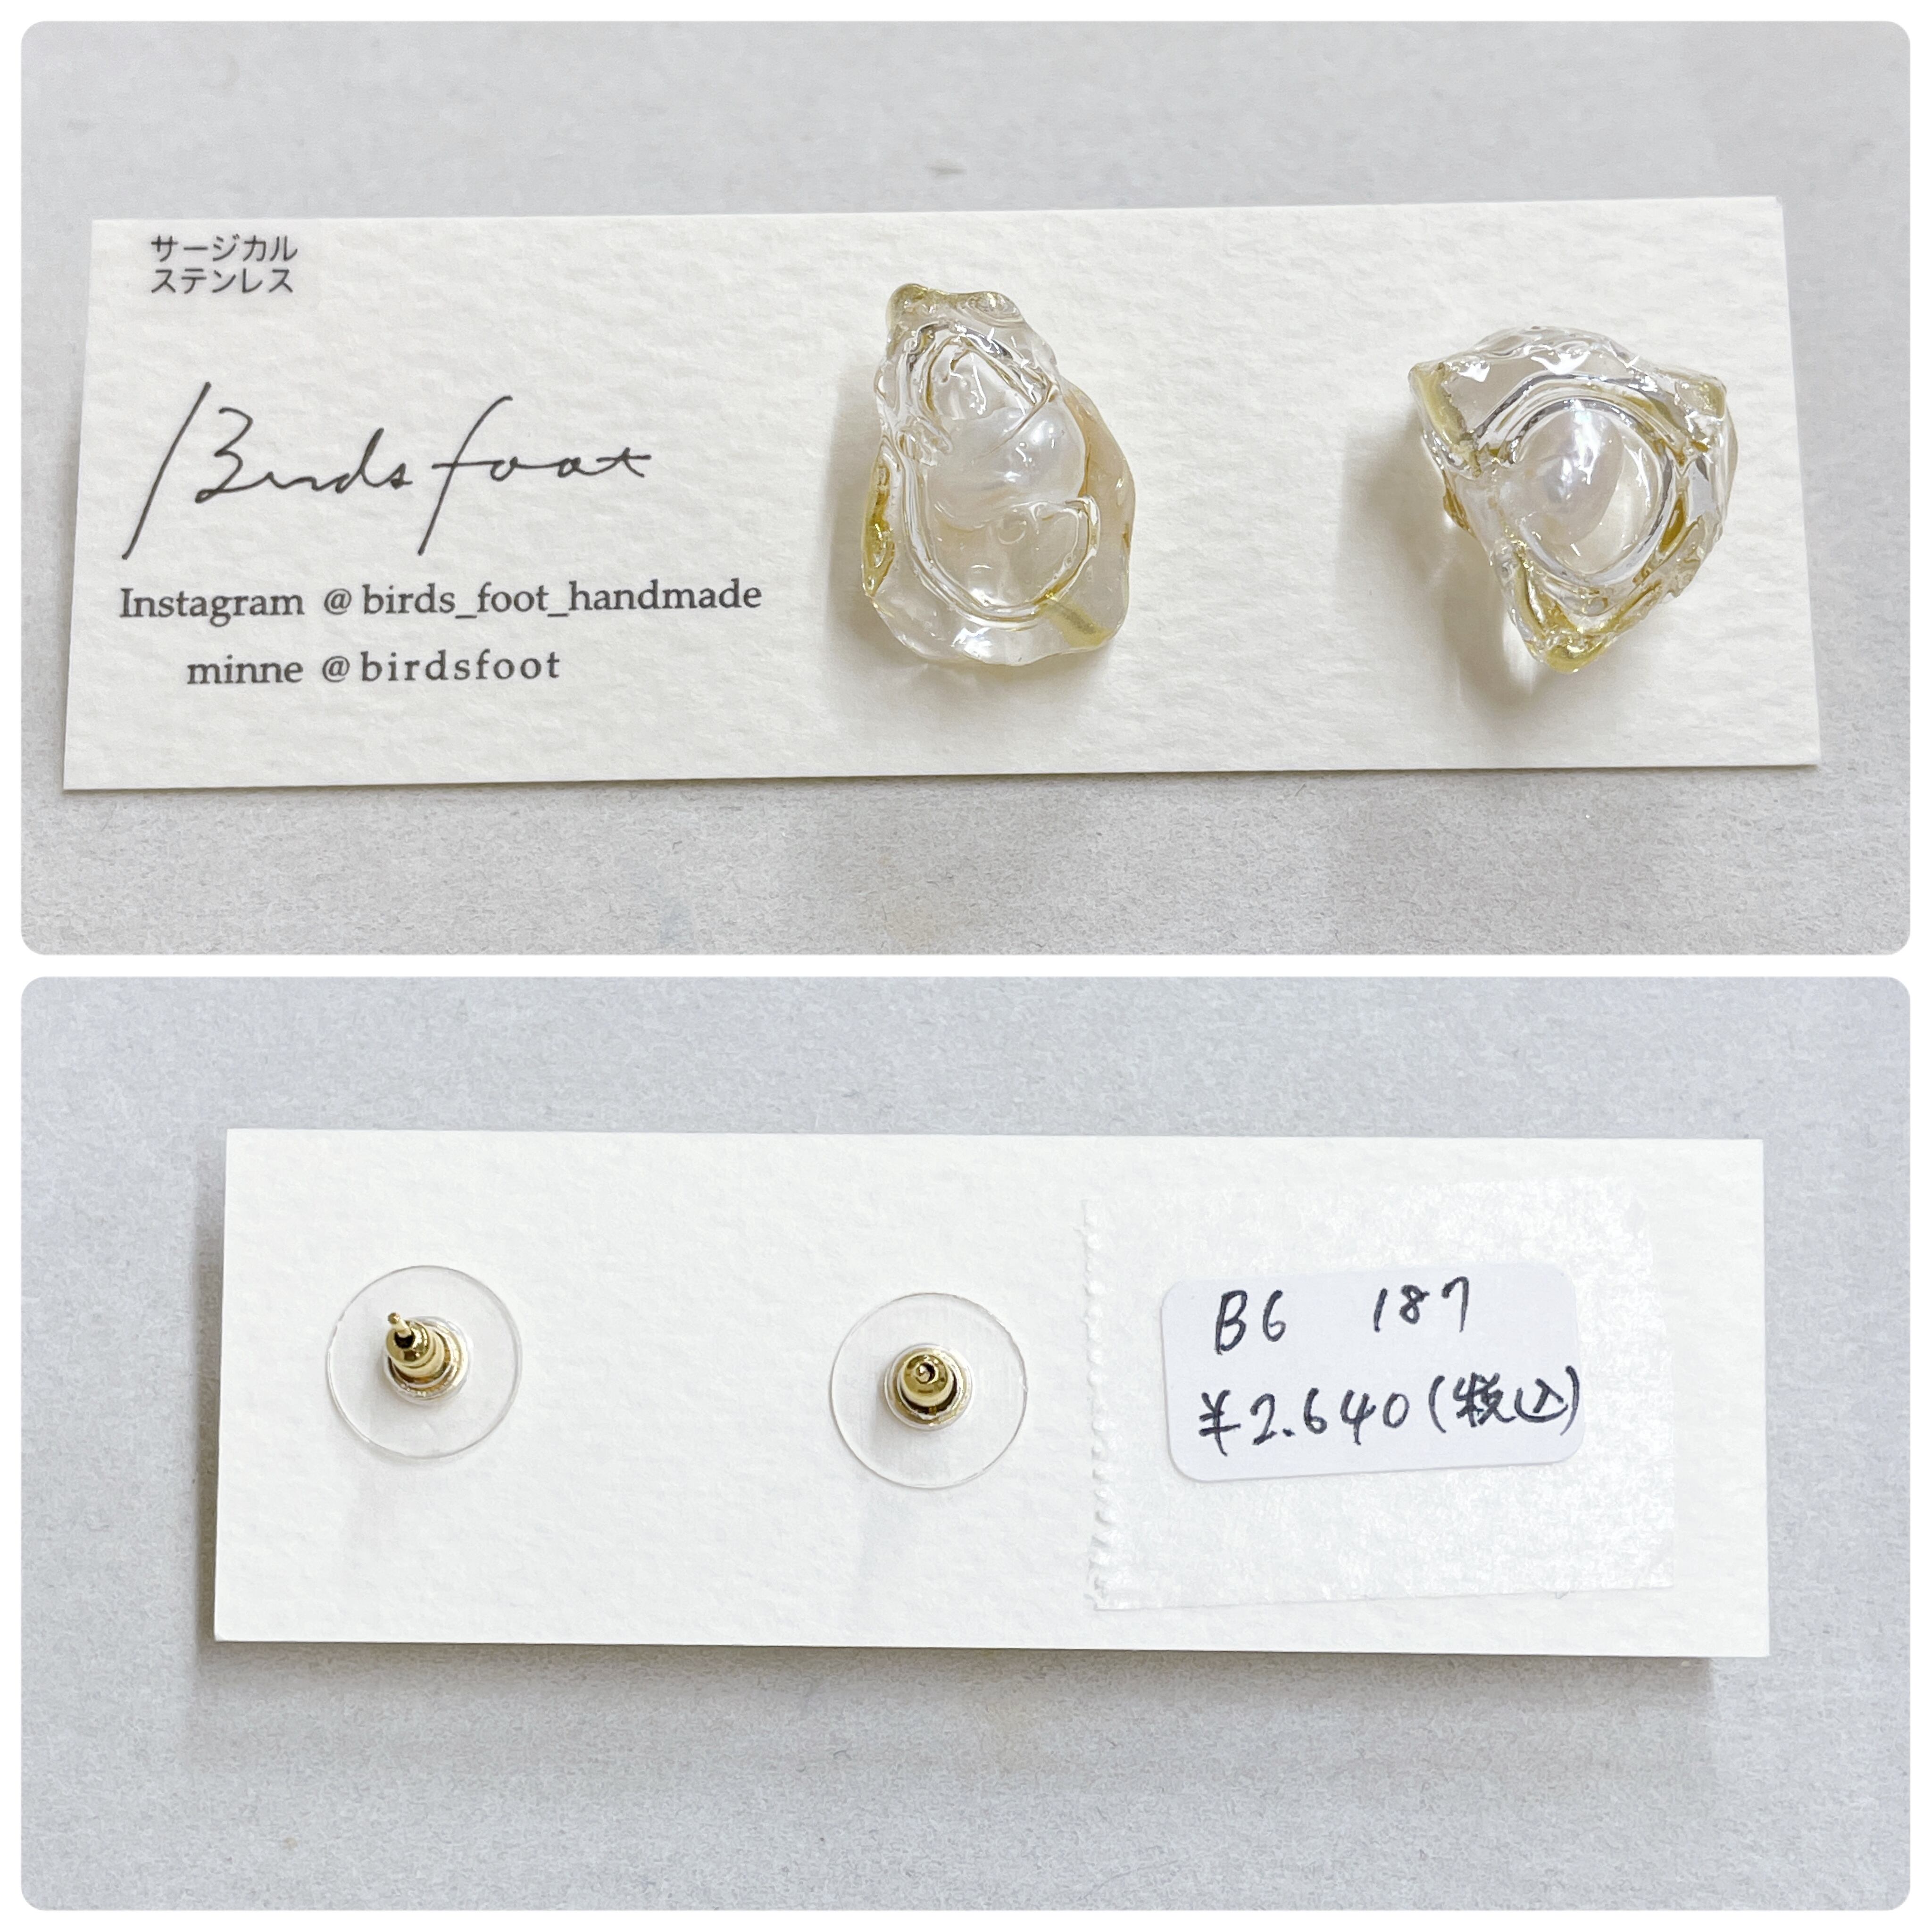 サージカル
ステンレス
Birds foot
Instagram @birds_foot_handmade
minne @birdsfoot
B6 187
¥2.640(税込)